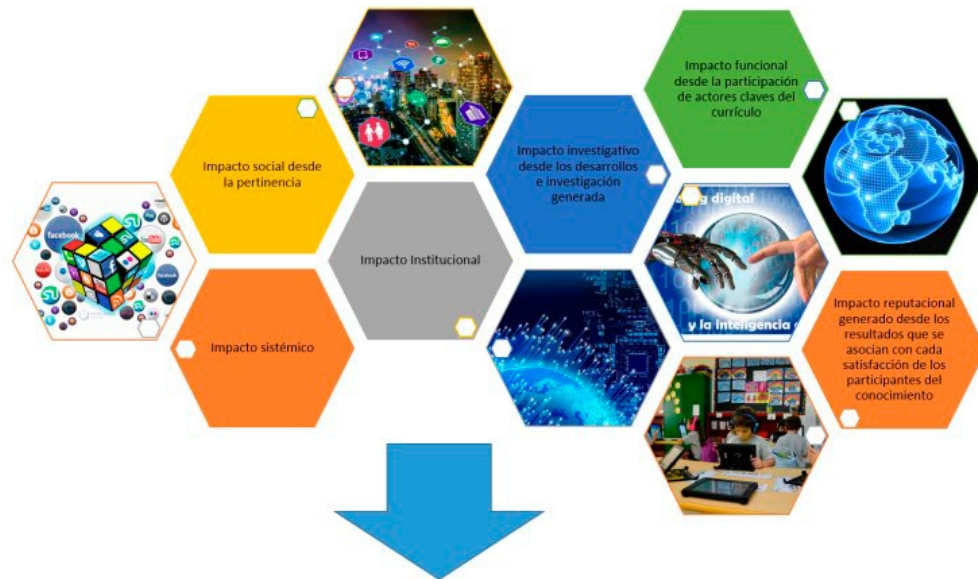 Impacto funcional
desde la participación
de actores claves del
currículo
Impacto social desde
la pertinencia
Impacto investigativo
desde los desarrollos
e investigación
generada
digital
facebook
facebook
Impacto Institucional
y la inteligencia
Impacto sistémico
Impacto reputacional
generado desde los
resultados que se
asocian con cada
satisfacción de los
participantes del
conocimiento